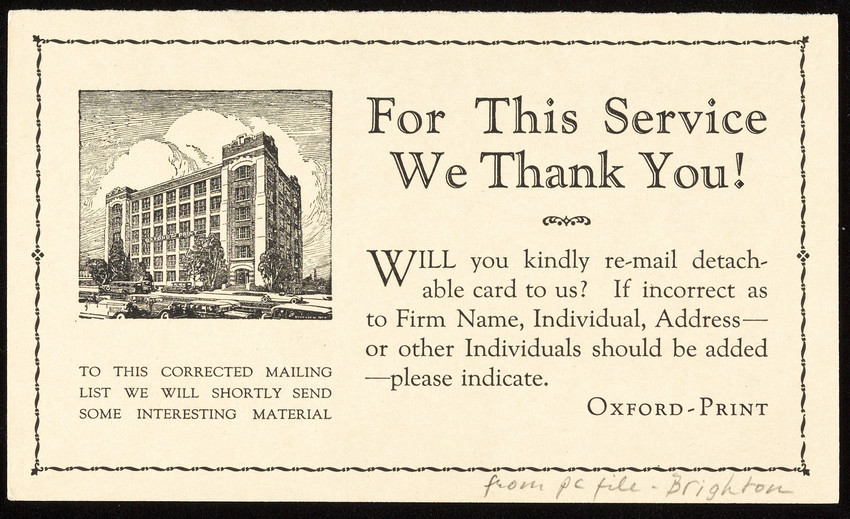 For This Service
We Thank You!
WILL you kindly re-mail detach-
able card to us? If incorrect as
to Firm Name, Individual, Address—
or other Individuals should be added
—please indicate.
OXFORD-PRINT
TO THIS CORRECTED MAILING
LIST WE WILL SHORTLY SEND
SOME INTERESTING MATERIAL
from pc file - Brighton